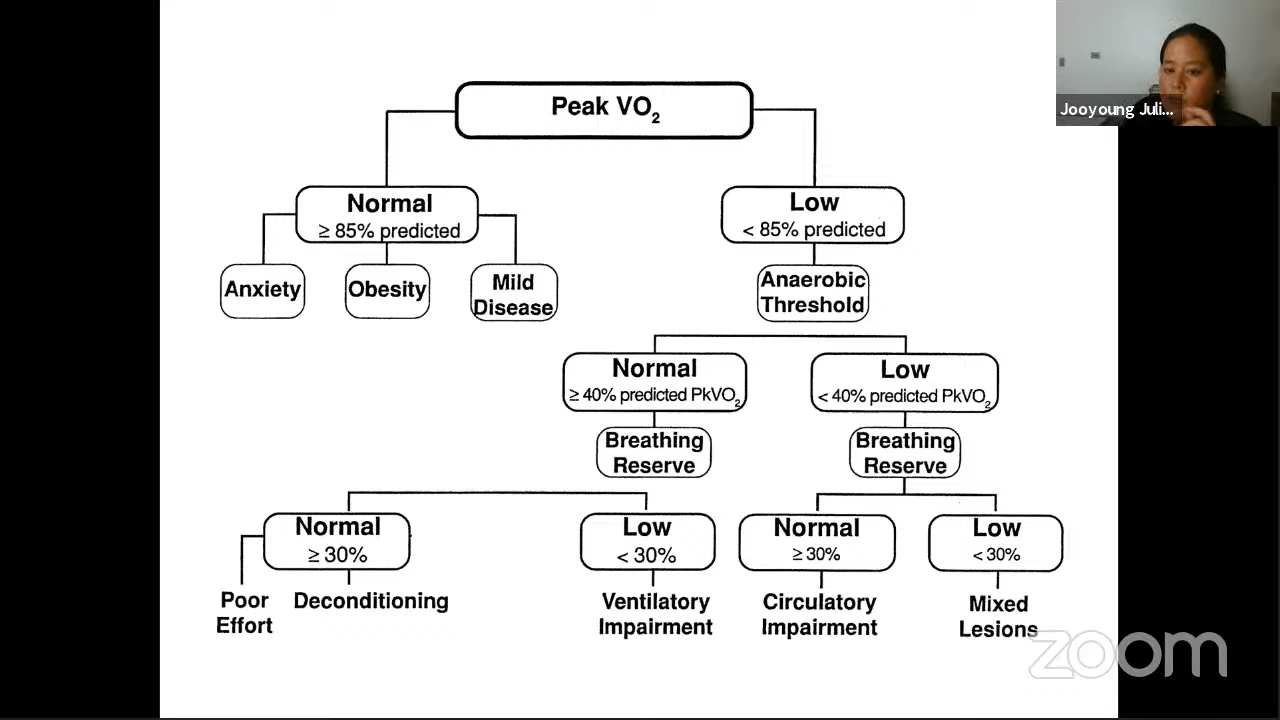 Peak VO2
Normal
≥ 85% predicted
Low
< 85% predicted
Anxiety
Obesity
Mild
Disease
Anaerobic
Threshold
Normal
≥ 40% predicted PkVO2
Low
< 40% predicted PkVO2
Breathing
Reserve
Breathing
Reserve
Normal
≥ 30%
Low
< 30%
Normal
≥ 30%
Low
< 30%
Poor
Effort
Deconditioning
Ventilatory
Impairment
Circulatory
Impairment
Mixed
Lesions
Jooyoung Juli...
zoom